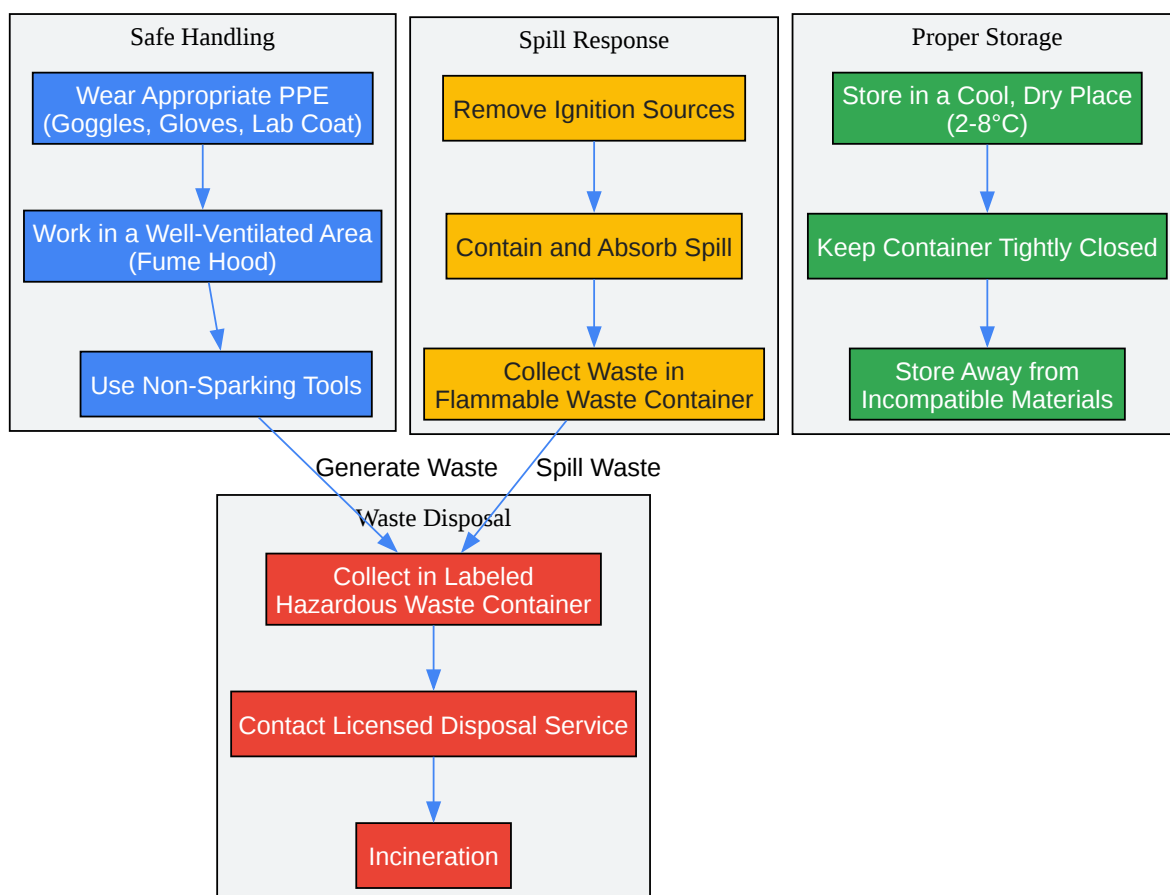 Safe Handling
Wear Appropriate PPE
(Goggles, Gloves, Lab Coat)
Work in a Well-Ventilated Area
(Fume Hood)
Use Non-Sparking Tools
Spill Response
Remove Ignition Sources
Contain and Absorb Spill
Collect Waste in
Flammable Waste Container
Proper Storage
Store in a Cool, Dry Place
(2-8°C)
Keep Container Tightly Closed
Store Away from
Incompatible Materials
Generate Waste
Spill Waste
Waste Disposal
Collect in Labeled
Hazardous Waste Container
Contact Licensed Disposal Service
Incineration